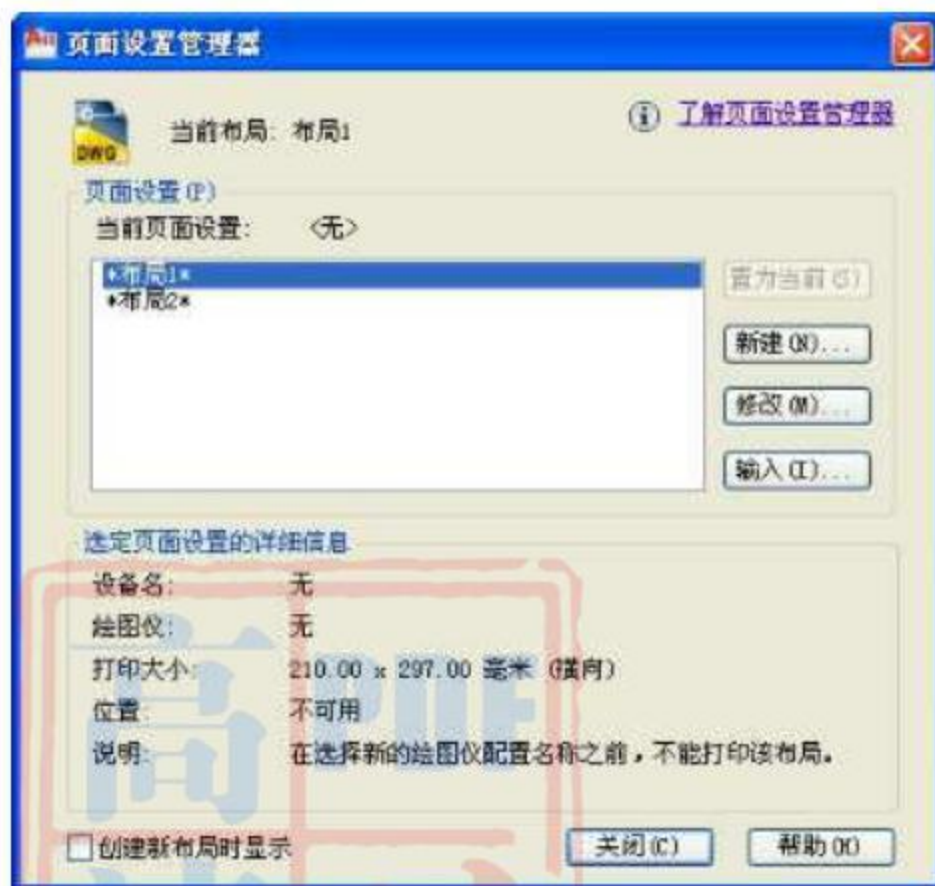 页面设置管理器
当前布局: 布局1
了解页面设置管理器
DWG
页面设置(P)
当前页面设置: <无>
*布局1*
*布局2*
置为当前(S)
新建(N)...
修改(M)...
输入(I)...
选定页面设置的详细信息
设备名: 无
绘图仪: 无
打印大小: 210.00 x 297.00 毫米 (横向)
位置: 不可用
说明: 在选择新的绘图仪配置名称之前，不能打印该布局。
高
PDF
创建新布局时显示
关闭(C)
帮助(H)